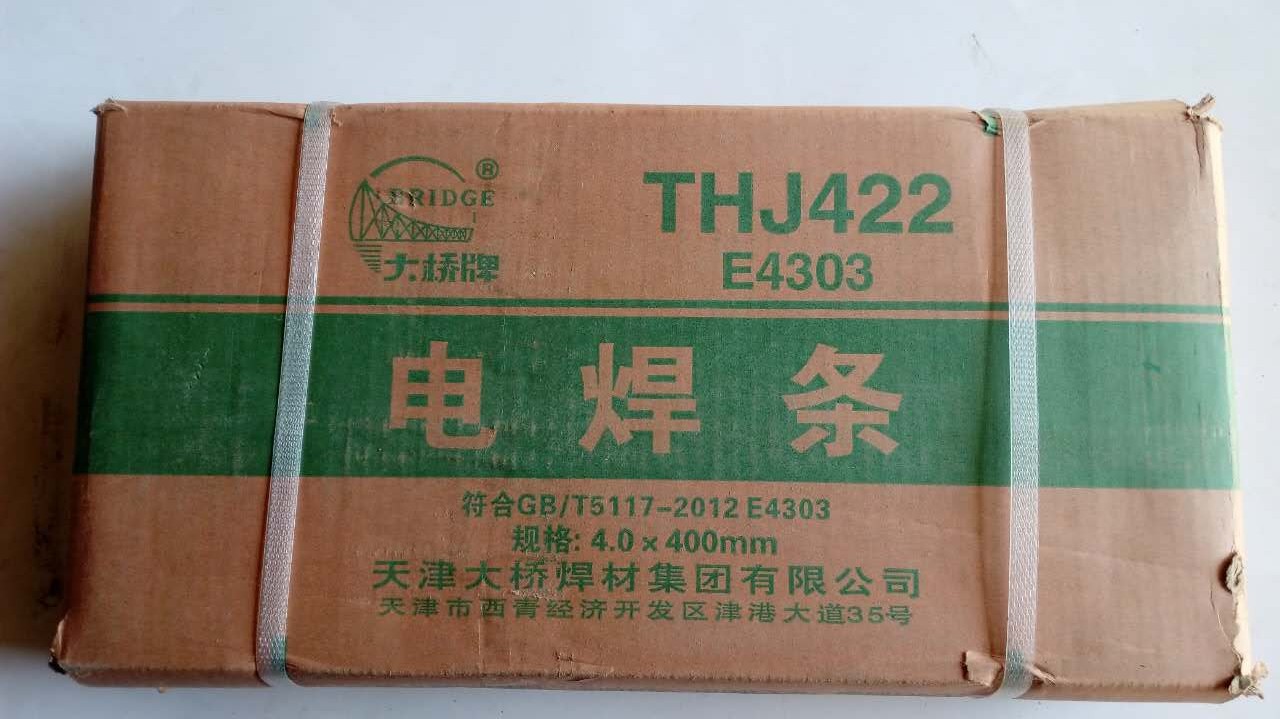 BRIDGE®
大桥牌
THJ422
E4303
电焊条
符合GB/T5117-2012 E4303
规格: 4.0×400mm
天津大桥焊材集团有限公司
天津市西青经济开发区津港大道35号